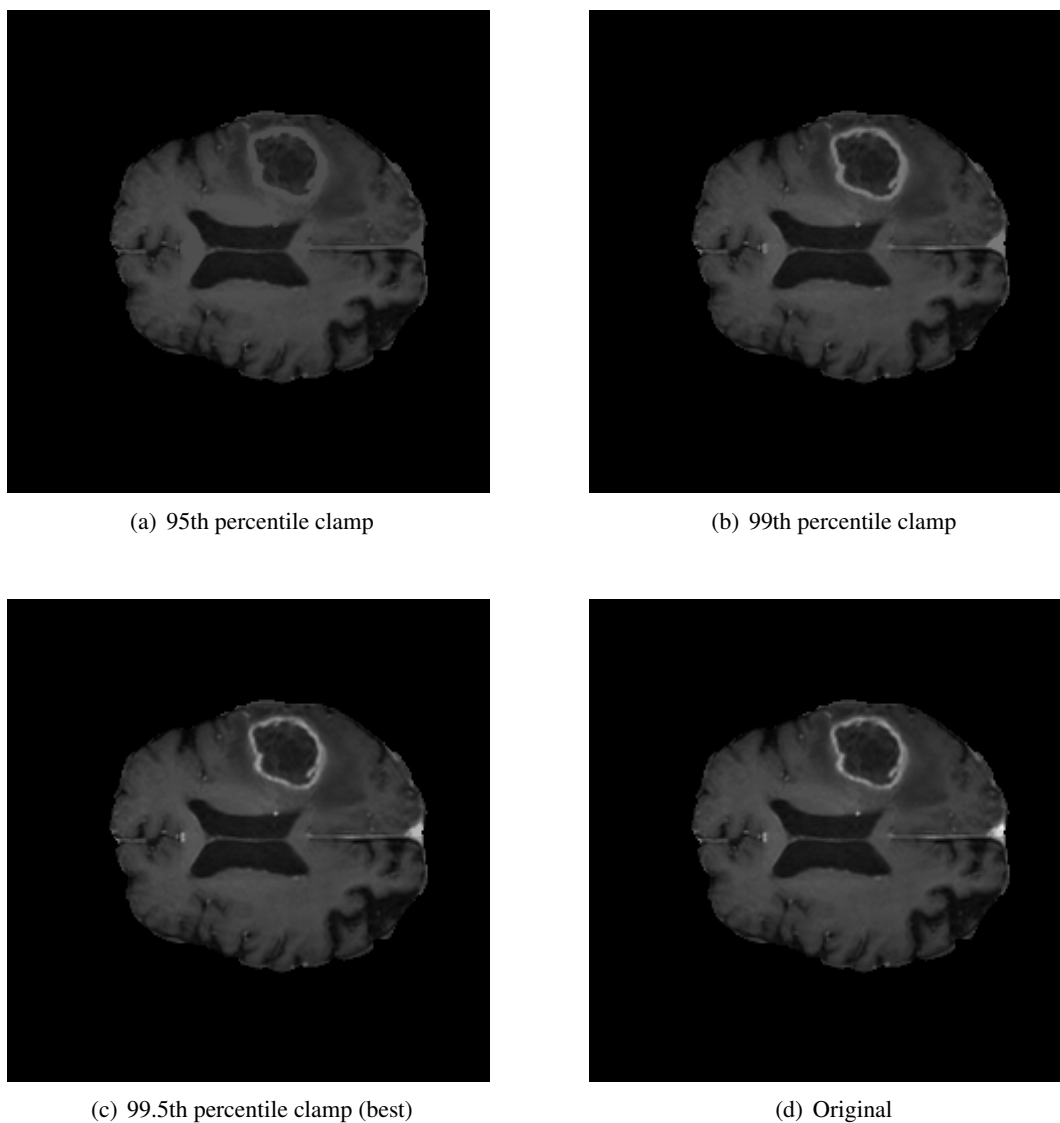 (a) 95th percentile clamp
(b) 99th percentile clamp
(c) 99.5th percentile clamp (best)
(d) Original